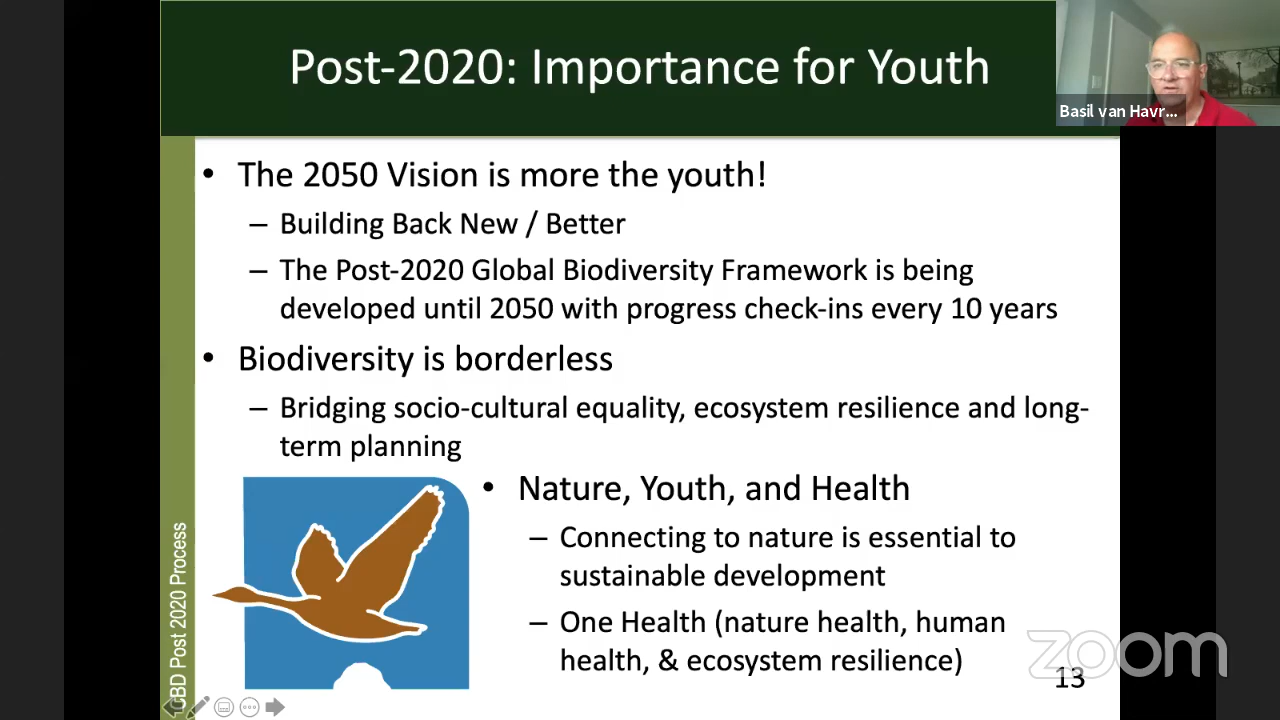 Post-2020: Importance for Youth
Basil van Havr...
• The 2050 Vision is more the youth!
– Building Back New / Better
– The Post-2020 Global Biodiversity Framework is being
developed until 2050 with progress check-ins every 10 years
• Biodiversity is borderless
– Bridging socio-cultural equality, ecosystem resilience and long-
term planning
• Nature, Youth, and Health
– Connecting to nature is essential to
sustainable development
– One Health (nature health, human
health, & ecosystem resilience)
CBD Post 2020 Process
zoom
13